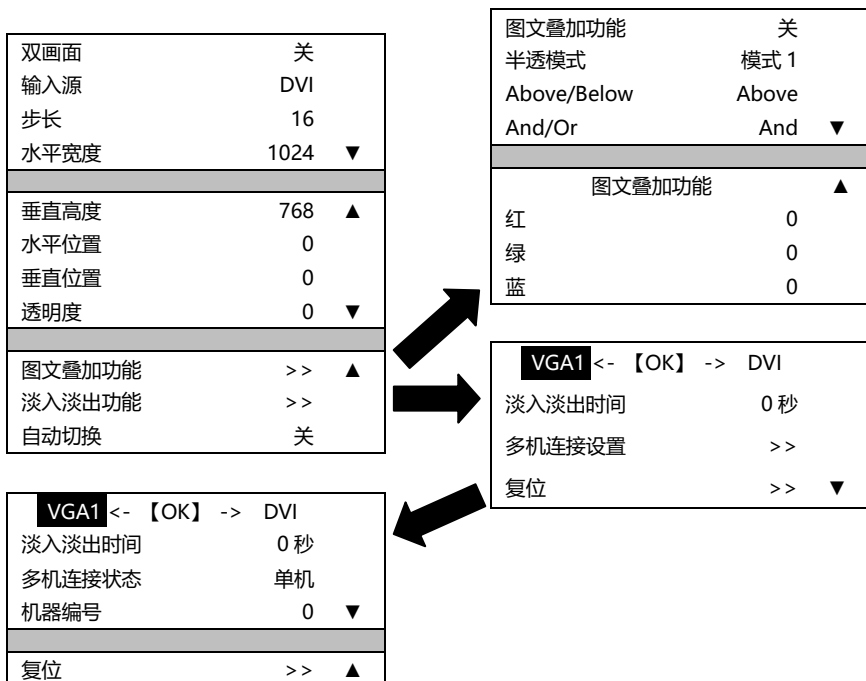 双画面 关
输入源 DVI
步长 16
水平宽度 1024 ▼
垂直高度 768 ▲
水平位置 0
垂直位置 0
透明度 0 ▼
图文叠加功能 >> ▲
淡入淡出功能 >>
自动切换 关
图文叠加功能 关
半透模式 模式 1
Above/Below Above
And/Or And ▼
图文叠加功能 ▲
红 0
绿 0
蓝 0
VGA1 <- 【OK】 -> DVI
淡入淡出时间 0 秒
多机连接设置 >>
复位 >> ▼
VGA1 <- 【OK】 -> DVI
淡入淡出时间 0 秒
多机连接状态 单机
机器编号 0 ▼
复位 >> ▲